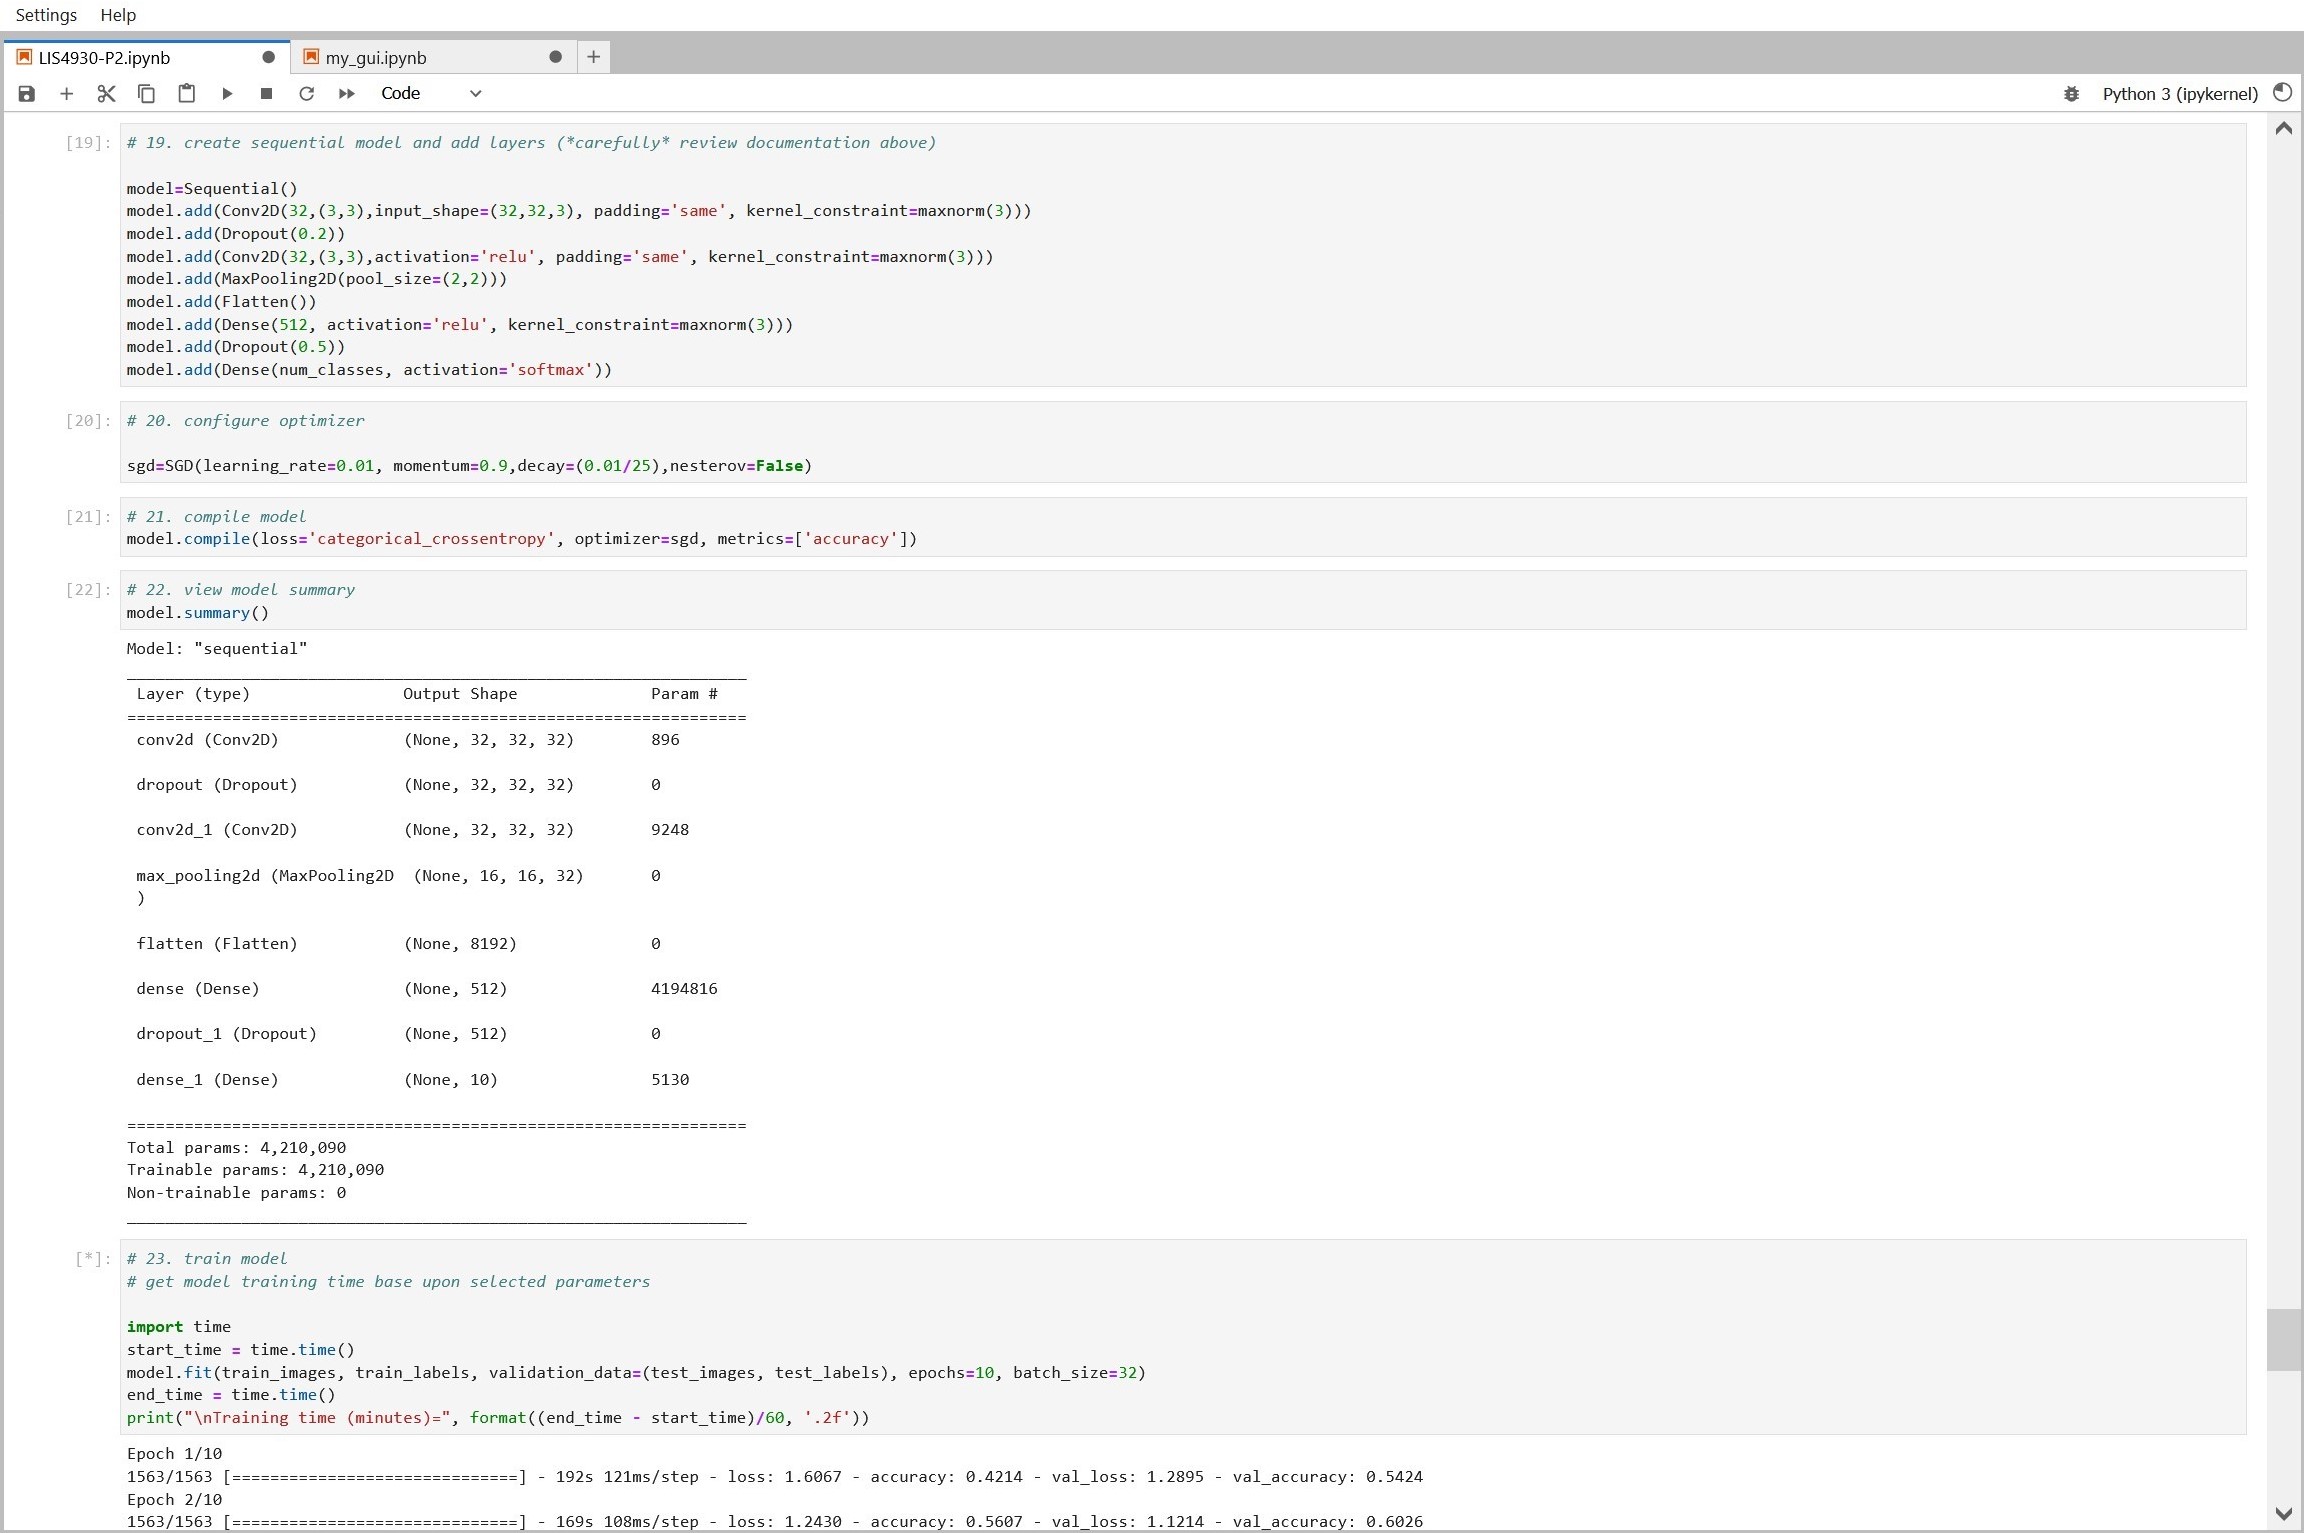 Settings Help
LIS4930-P2.ipynb my_gui.ipynb
Code Python 3 (ipykernel)
[19]: # 19. create sequential model and add layers (*carefully* review documentation above)
model=Sequential()
model.add(Conv2D(32,(3,3),input_shape=(32,32,3), padding='same', kernel_constraint=maxnorm(3)))
model.add(Dropout(0.2))
model.add(Conv2D(32,(3,3),activation='relu', padding='same', kernel_constraint=maxnorm(3)))
model.add(MaxPooling2D(pool_size=(2,2)))
model.add(Flatten())
model.add(Dense(512, activation='relu', kernel_constraint=maxnorm(3)))
model.add(Dropout(0.5))
model.add(Dense(num_classes, activation='softmax'))
[20]: # 20. configure optimizer
sgd=SGD(learning_rate=0.01, momentum=0.9,decay=(0.01/25),nesterov=False)
[21]: # 21. compile model
model.compile(loss='categorical_crossentropy', optimizer=sgd, metrics=['accuracy'])
[22]: # 22. view model summary
model.summary()
Model: "sequential"
_________________________________________________________________
Layer (type) Output Shape Param #
=================================================================
conv2d (Conv2D) (None, 32, 32, 32) 896
dropout (Dropout) (None, 32, 32, 32) 0
conv2d_1 (Conv2D) (None, 32, 32, 32) 9248
max_pooling2d (MaxPooling2D (None, 16, 16, 32) 0
)
flatten (Flatten) (None, 8192) 0
dense (Dense) (None, 512) 4194816
dropout_1 (Dropout) (None, 512) 0
dense_1 (Dense) (None, 10) 5130
=================================================================
Total params: 4,210,090
Trainable params: 4,210,090
Non-trainable params: 0
_________________________________________________________________
[*]: # 23. train model
# get model training time base upon selected parameters
import time
start_time = time.time()
model.fit(train_images, train_labels, validation_data=(test_images, test_labels), epochs=10, batch_size=32)
end_time = time.time()
print("\nTraining time (minutes)=", format((end_time - start_time)/60, '.2f'))
Epoch 1/10
1563/1563 [==============================] - 192s 121ms/step - loss: 1.6067 - accuracy: 0.4214 - val_loss: 1.2895 - val_accuracy: 0.5424
Epoch 2/10
1563/1563 [==============================] - 169s 108ms/step - loss: 1.2430 - accuracy: 0.5607 - val_loss: 1.1214 - val_accuracy: 0.6026